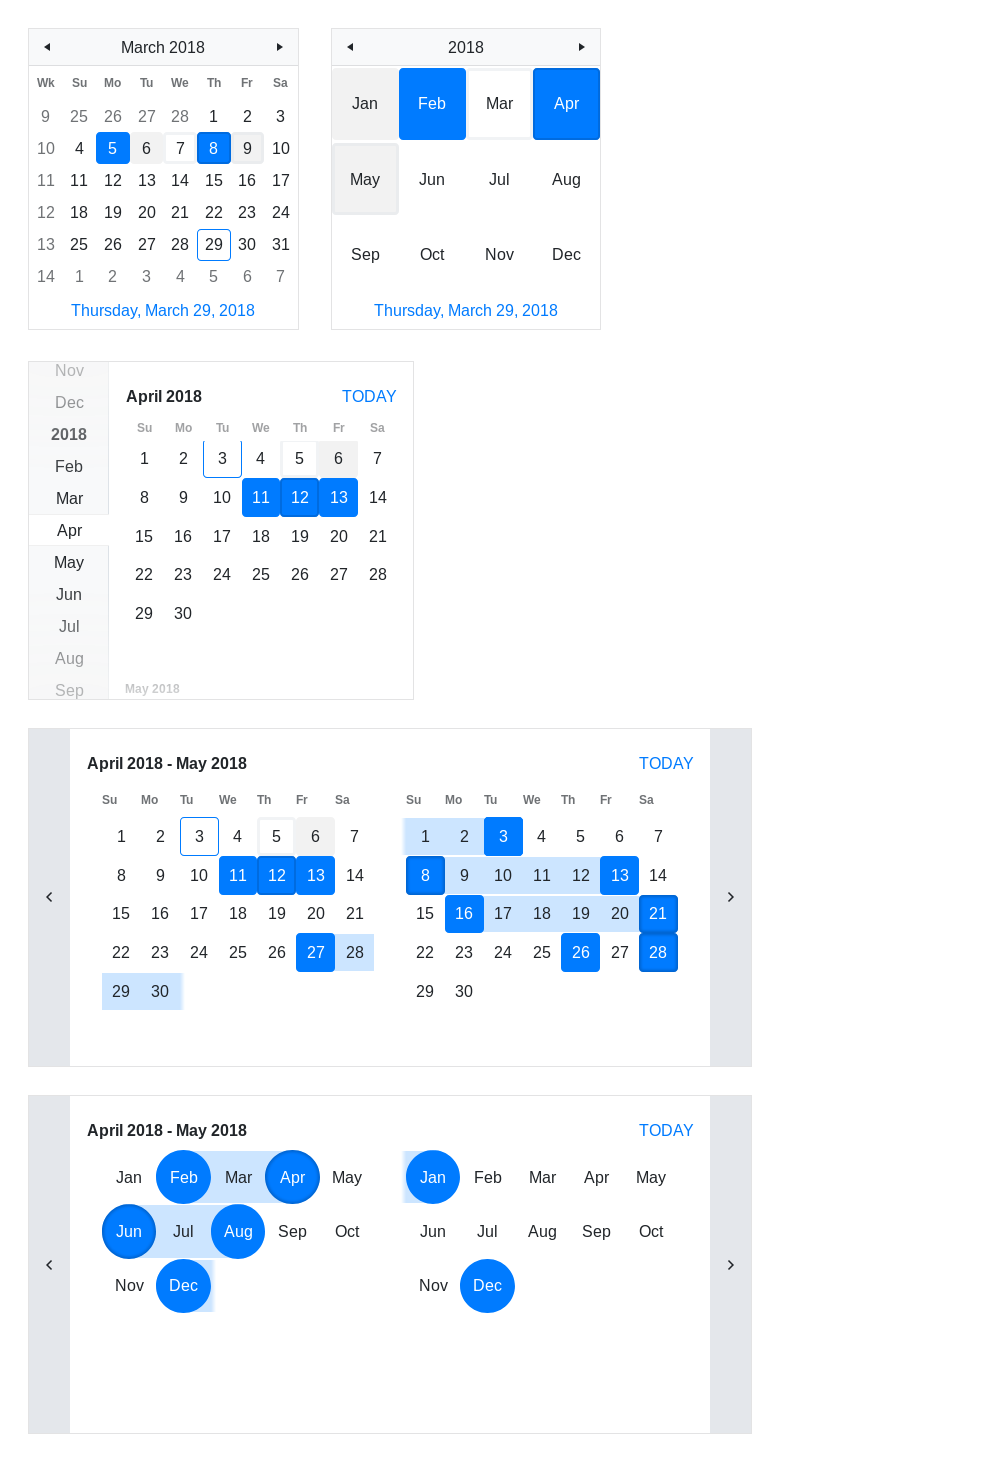 March 2018
Wk Su Mo Tu We Th Fr Sa
9 25 26 27 28 1 2 3
10 4 5 6 7 8 9 10
11 11 12 13 14 15 16 17
12 18 19 20 21 22 23 24
13 25 26 27 28 29 30 31
14 1 2 3 4 5 6 7
Thursday, March 29, 2018
2018
Jan Feb Mar Apr
May Jun Jul Aug
Sep Oct Nov Dec
Thursday, March 29, 2018
Nov
Dec
2018
Feb
Mar
Apr
May
Jun
Jul
Aug
Sep
April 2018 TODAY
Su Mo Tu We Th Fr Sa
1 2 3 4 5 6 7
8 9 10 11 12 13 14
15 16 17 18 19 20 21
22 23 24 25 26 27 28
29 30
May 2018
April 2018 - May 2018 TODAY
Su Mo Tu We Th Fr Sa
1 2 3 4 5 6 7
8 9 10 11 12 13 14
15 16 17 18 19 20 21
22 23 24 25 26 27 28
29 30
Su Mo Tu We Th Fr Sa
1 2 3 4 5 6 7
8 9 10 11 12 13 14
15 16 17 18 19 20 21
22 23 24 25 26 27 28
29 30
April 2018 - May 2018 TODAY
Jan Feb Mar Apr May
Jun Jul Aug Sep Oct
Nov Dec
Jan Feb Mar Apr May
Jun Jul Aug Sep Oct
Nov Dec